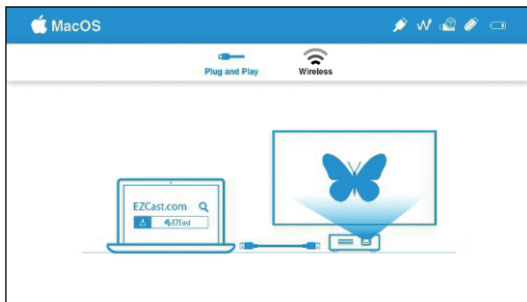 MacOS
Plug and Play
Wireless
EZCast.com
EZCast